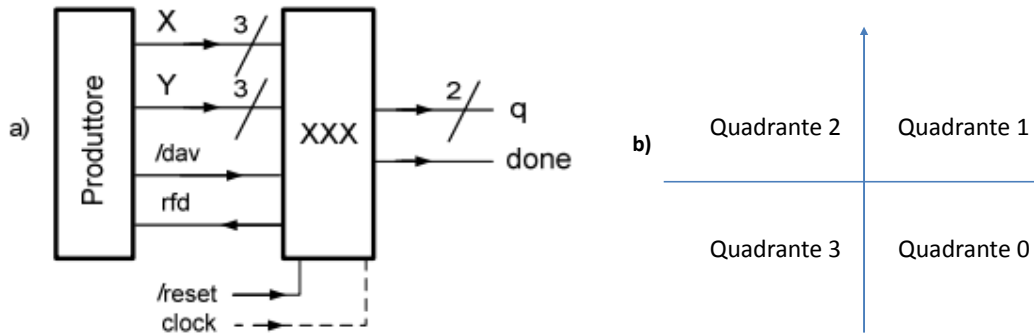 a)
Produttore
X
3
Y
3
/dav
rfd
XXX
2
q
done
/reset
clock
b)
Quadrante 2
Quadrante 1
Quadrante 3
Quadrante 0